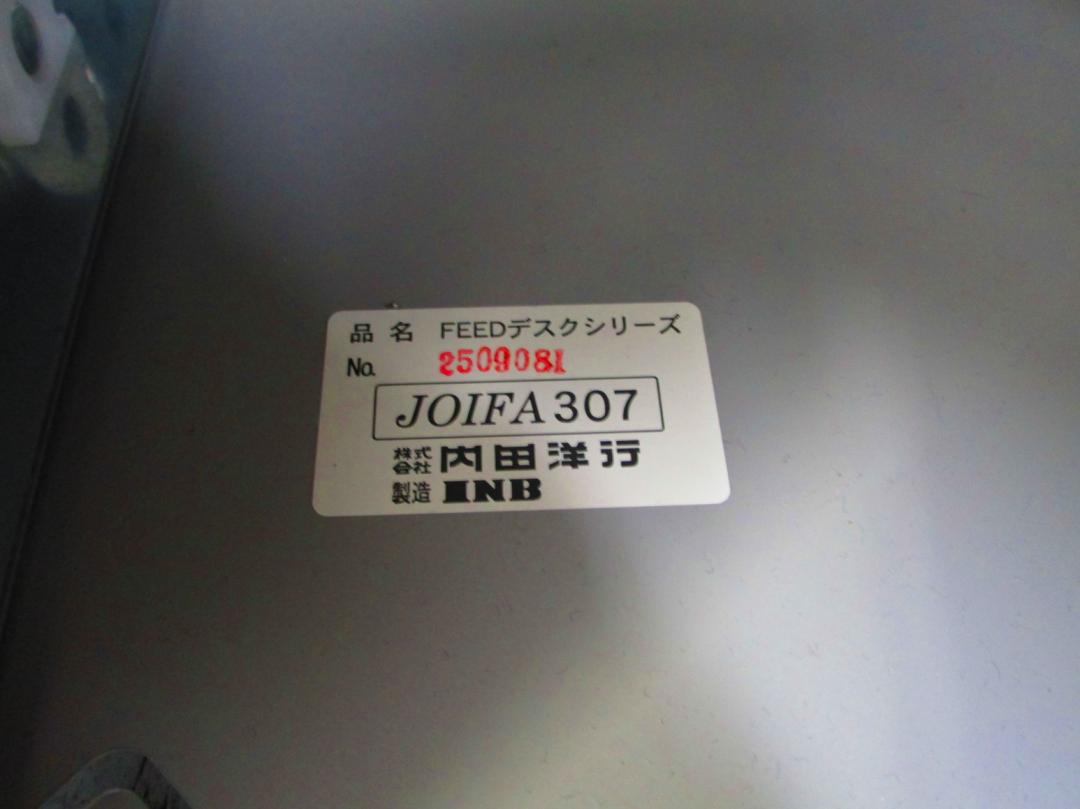 品名 FEEDデスクシリーズ
No. 2509081
JOIFA 307
株式会社 内田洋行
製造 INB